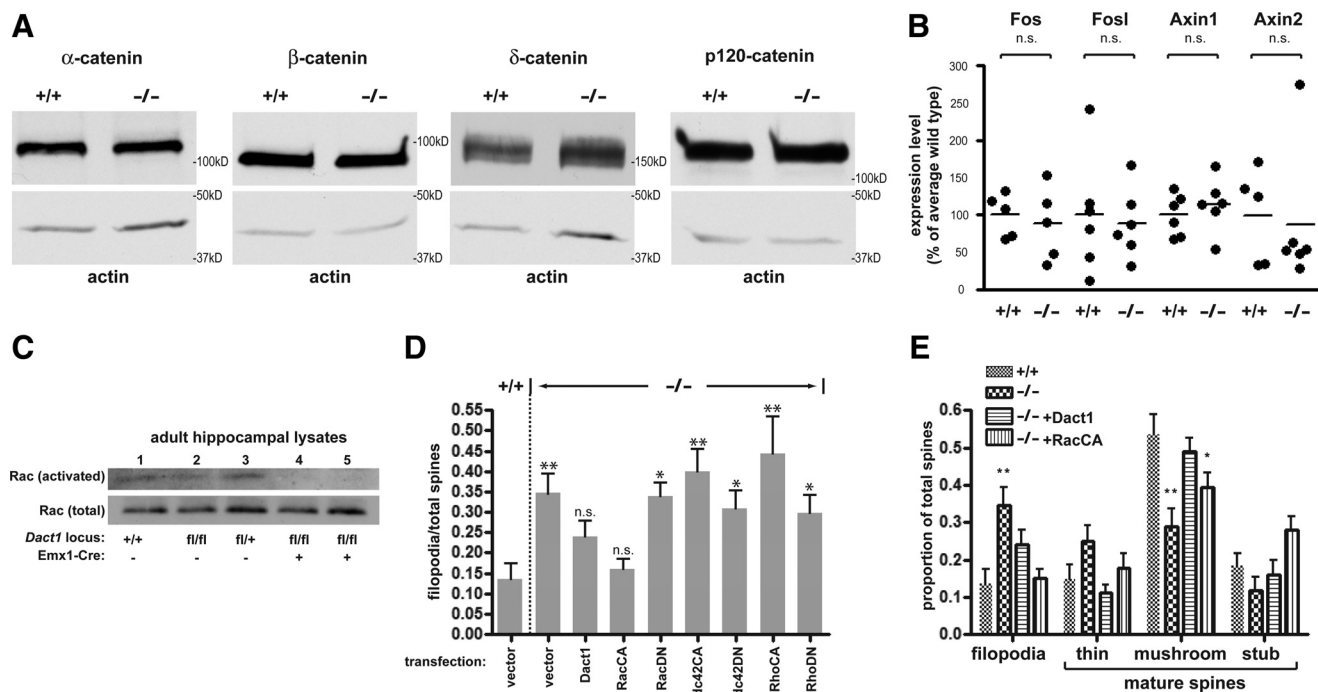 A
α-catenin
β-catenin
δ-catenin
p120-catenin
+/+ –/– +/+ –/– +/+ –/– +/+ –/–
-100kD
-50kD
-37kD
-100kD
-50kD
-37kD
-150kD
-50kD
-37kD
-100kD
-50kD
-37kD
actin actin actin actin
B
Fos Fosl Axin1 Axin2
n.s. n.s. n.s. n.s.
expression level
(% of average wild type)
300
250
200
150
100
50
0
+/+ –/– +/+ –/– +/+ –/– +/+ –/–
C
adult hippocampal lysates
1 2 3 4 5
Rac (activated)
Rac (total)
Dact1 locus: +/+ fl/fl fl/+ fl/fl fl/fl
Emx1-Cre: - - - + +
D
+/+ –/–
filopodia/total spines
0.55
0.50
0.45
0.40
0.35
0.30
0.25
0.20
0.15
0.10
0.05
0.00
** n.s. n.s. * ** * ** *
transfection: vector vector Dact1 RacCA RacDN dc42CA dc42DN RhoCA RhoDN
E
+/+
–/–
–/– +Dact1
–/– +RacCA
proportion of total spines
0.6
0.5
0.4
0.3
0.2
0.1
0.0
** ** *
filopodia thin mushroom stub
mature spines